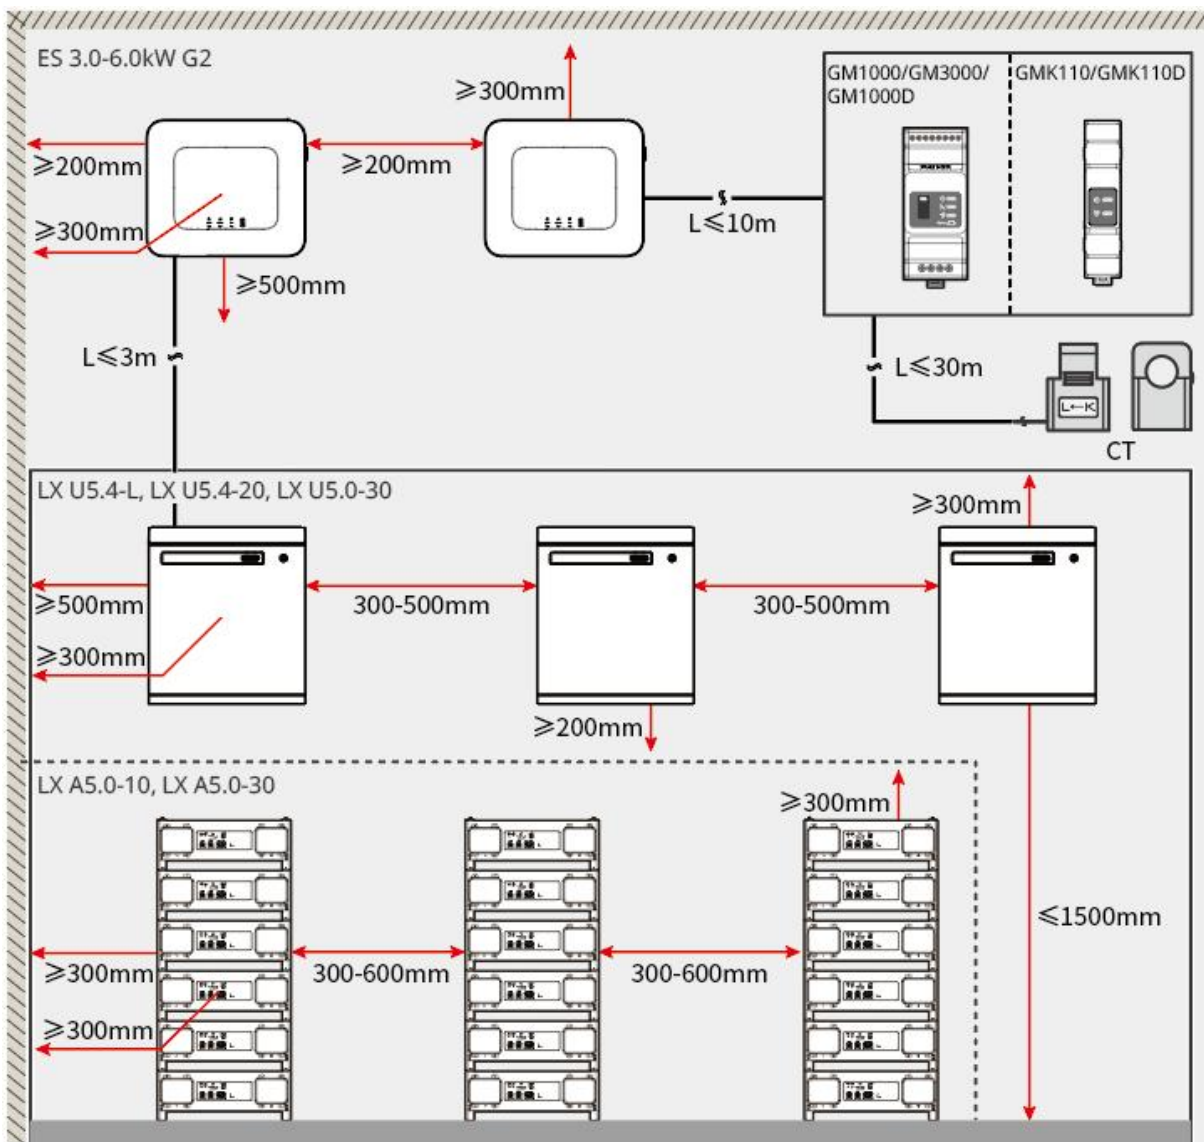 ES 3.0-6.0kW G2
≥300mm
GM1000/GM3000/
GM1000D
GMK110/GMK110D
≥200mm
≥200mm
L≤10m
≥300mm
≥500mm
L≤3m
L≤30m
L←K
CT
LX U5.4-L, LX U5.4-20, LX U5.0-30
≥300mm
≥500mm
300-500mm
300-500mm
≥300mm
≥200mm
LX A5.0-10, LX A5.0-30
≥300mm
≤1500mm
≥300mm
300-600mm
300-600mm
≥300mm